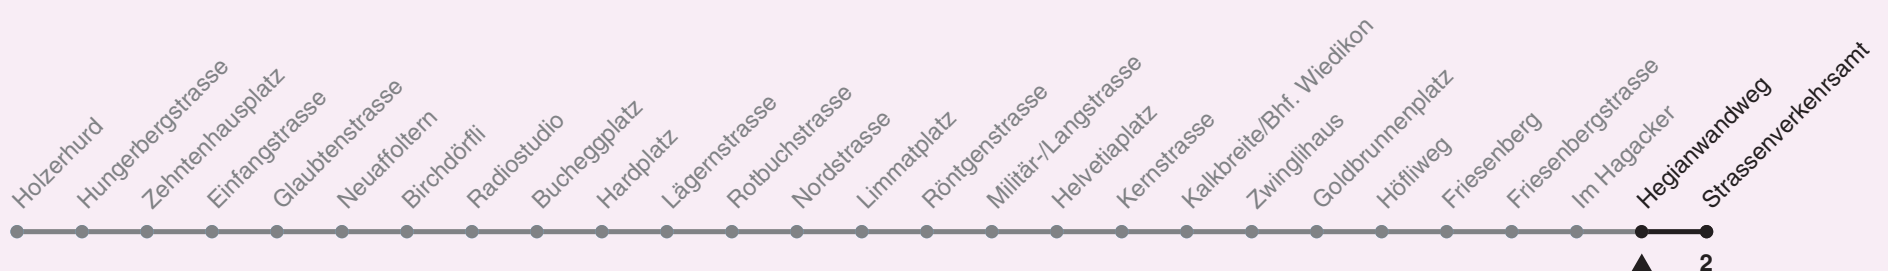 Holzerhurd
Hungerbergstrasse
Zehntenhausplatz
Einfangstrasse
Glaubtenstrasse
Neuaffoltern
Birchdörfli
Radiostudio
Bucheggplatz
Hardplatz
Lägernstrasse
Rotbuchstrasse
Nordstrasse
Limmatplatz
Röntgenstrasse
Militär-/Langstrasse
Helvetiaplatz
Kernstrasse
Kalkbreite/Bhf. Wiedikon
Zwinglihaus
Goldbrunnenplatz
Höfliweg
Friesenberg
Friesenbergstrasse
Im Hagacker
Hegianwandweg
Strassenverkehrsamt
2